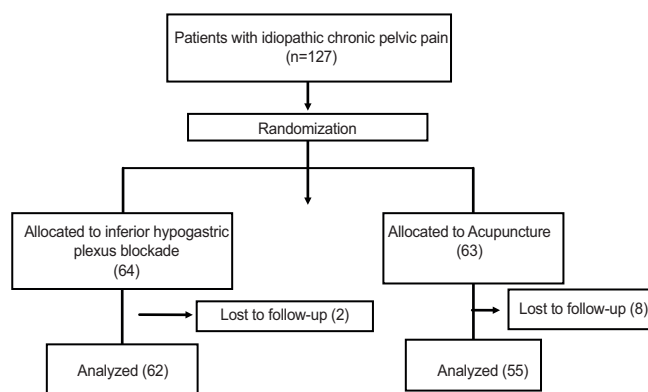 Patients with idiopathic chronic pelvic pain
(n=127)
Randomization
Allocated to inferior hypogastric
plexus blockade
(64)
Allocated to Acupuncture
(63)
Lost to follow-up (2)
Lost to follow-up (8)
Analyzed (62)
Analyzed (55)